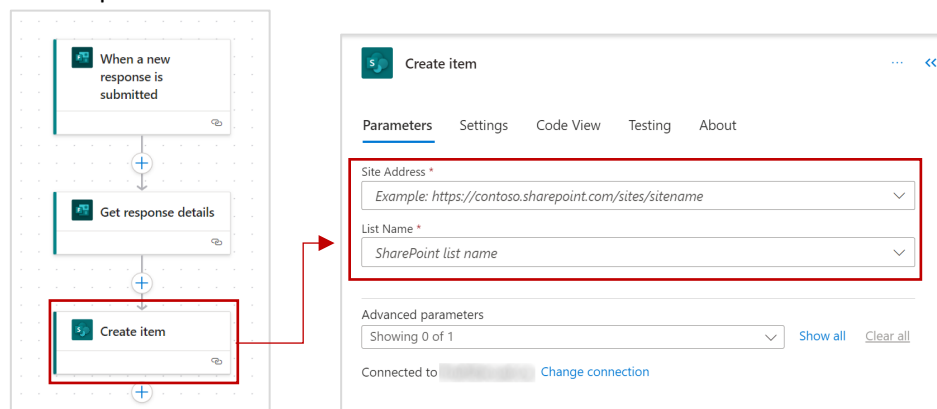 When a new
response is
submitted
Get response details
Create item
Create item
Parameters Settings Code View Testing About
Site Address *
Example: https://contoso.sharepoint.com/sites/sitename
List Name *
SharePoint list name
Advanced parameters
Showing 0 of 1 Show all Clear all
Connected to Change connection